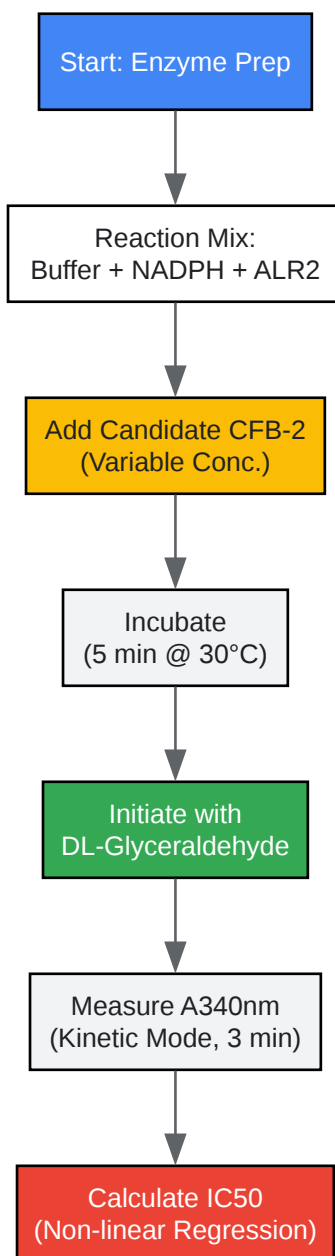 Start: Enzyme Prep
Reaction Mix:
Buffer + NADPH + ALR2
Add Candidate CFB-2
(Variable Conc.)
Incubate
(5 min @ 30°C)
Initiate with
DL-Glyceraldehyde
Measure A340nm
(Kinetic Mode, 3 min)
Calculate IC50
(Non-linear Regression)